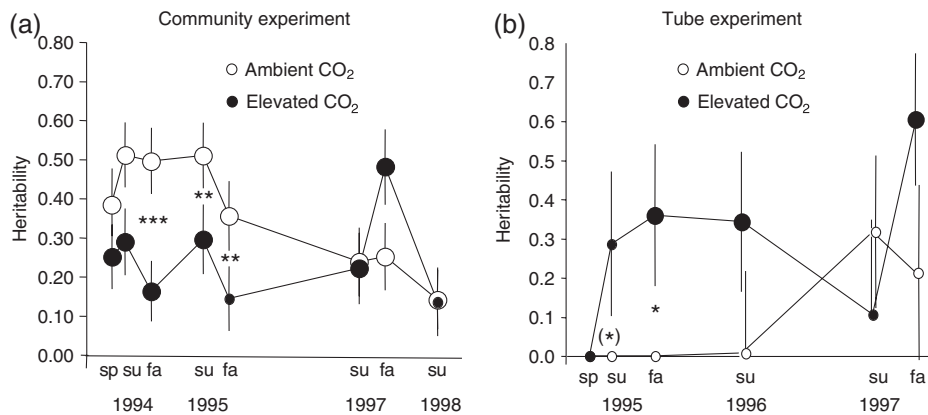 (a) Community experiment
0.80
0.70
0.60
0.50
0.40
0.30
0.20
0.10
0.00
Heritability
Ambient CO₂
Elevated CO₂
***
**
**
sp su fa su fa su fa su
1994 1995 1997 1998
(b) Tube experiment
0.8
0.7
0.6
0.5
0.4
0.3
0.2
0.1
0.0
Heritability
Ambient CO₂
Elevated CO₂
(*)
*
sp su fa su su fa
1995 1996 1997